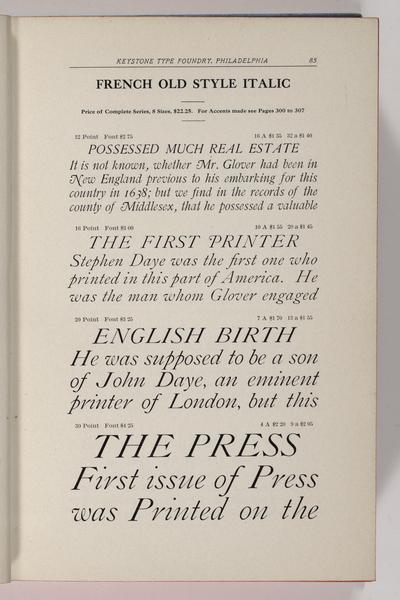 KEYSTONE TYPE FOUNDRY, PHILADELPHIA 85
FRENCH OLD STYLE ITALIC
Price of Complete Series, 8 Sizes, $22.25. For Accents made see Pages 300 to 307
12 Point Font $2 75 16 A $1 35 32 a $1 40
POSSESSED MUCH REAL ESTATE
It is not known, whether Mr. Glover had been in
New England previous to his embarking for this
country in 1638; but we find in the records of the
county of Middlesex, that he possessed a valuable
16 Point Font $3 00 10 A $1 55 20 a $1 45
THE FIRST PRINTER
Stephen Daye was the first one who
printed in this part of America. He
was the man whom Glover engaged
20 Point Font $3 25 7 A $1 70 13 a $1 55
ENGLISH BIRTH
He was supposed to be a son
of John Daye, an eminent
printer of London, but this
30 Point Font $4 25 4 A $2 20 9 a $2 05
THE PRESS
First issue of Press
was Printed on the